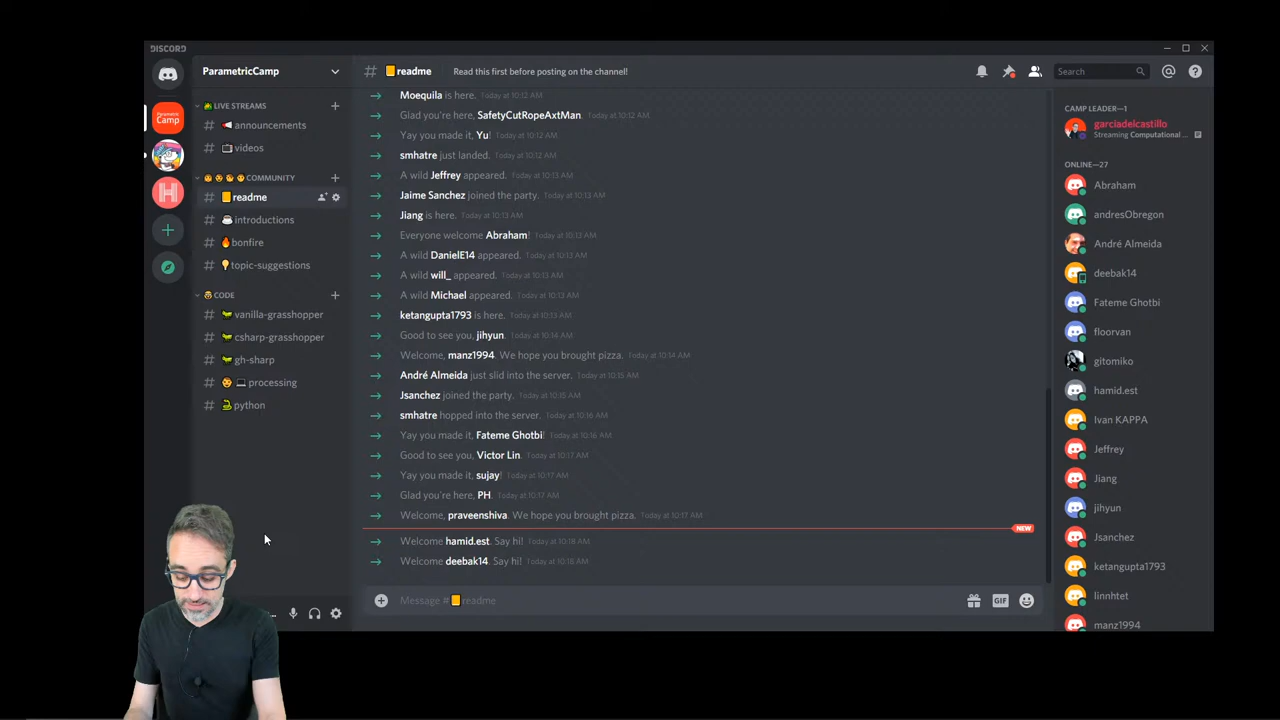 DISCORD
ParametricCamp
# readme Read this first before posting on the channel! Search
Parametric Camp
LIVE STREAMS
# announcements
# videos
COMMUNITY
# readme
# introductions
# bonfire
# topic-suggestions
CODE
# vanilla-grasshopper
# csharp-grasshopper
# gh-sharp
# processing
# python
Moequila is here. Today at 10:12 AM
Glad you're here, SafetyCutRopeAxtMan. Today at 10:12 AM
Yay you made it, Yu! Today at 10:12 AM
smhatre just landed. Today at 10:12 AM
A wild Jeffrey appeared. Today at 10:13 AM
Jaime Sanchez joined the party. Today at 10:13 AM
Jiang is here. Today at 10:13 AM
Everyone welcome Abraham! Today at 10:13 AM
A wild DanielE14 appeared. Today at 10:13 AM
A wild will_ appeared. Today at 10:13 AM
A wild Michael appeared. Today at 10:13 AM
ketangupta1793 is here. Today at 10:13 AM
Good to see you, jihyun. Today at 10:14 AM
Welcome, manz1994. We hope you brought pizza. Today at 10:14 AM
André Almeida just slid into the server. Today at 10:15 AM
Jsanchez joined the party. Today at 10:16 AM
smhatre hopped into the server. Today at 10:16 AM
Yay you made it, Fateme Ghotbi! Today at 10:16 AM
Good to see you, Victor Lin. Today at 10:17 AM
Yay you made it, sujay! Today at 10:17 AM
Glad you're here, PH. Today at 10:17 AM
Welcome, praveenshiva. We hope you brought pizza. Today at 10:17 AM
NEW
Welcome hamid.est. Say hi! Today at 10:18 AM
Welcome deebak14. Say hi! Today at 10:18 AM
Message # readme
GIF
CAMP LEADER—1
garciadelcastillo
Streaming Computational ...
ONLINE—27
Abraham
andresObregon
André Almeida
deebak14
Fateme Ghotbi
floorvan
gitomiko
hamid.est
Ivan KAPPA
Jeffrey
Jiang
jihyun
Jsanchez
ketangupta1793
linnhtet
manz1994